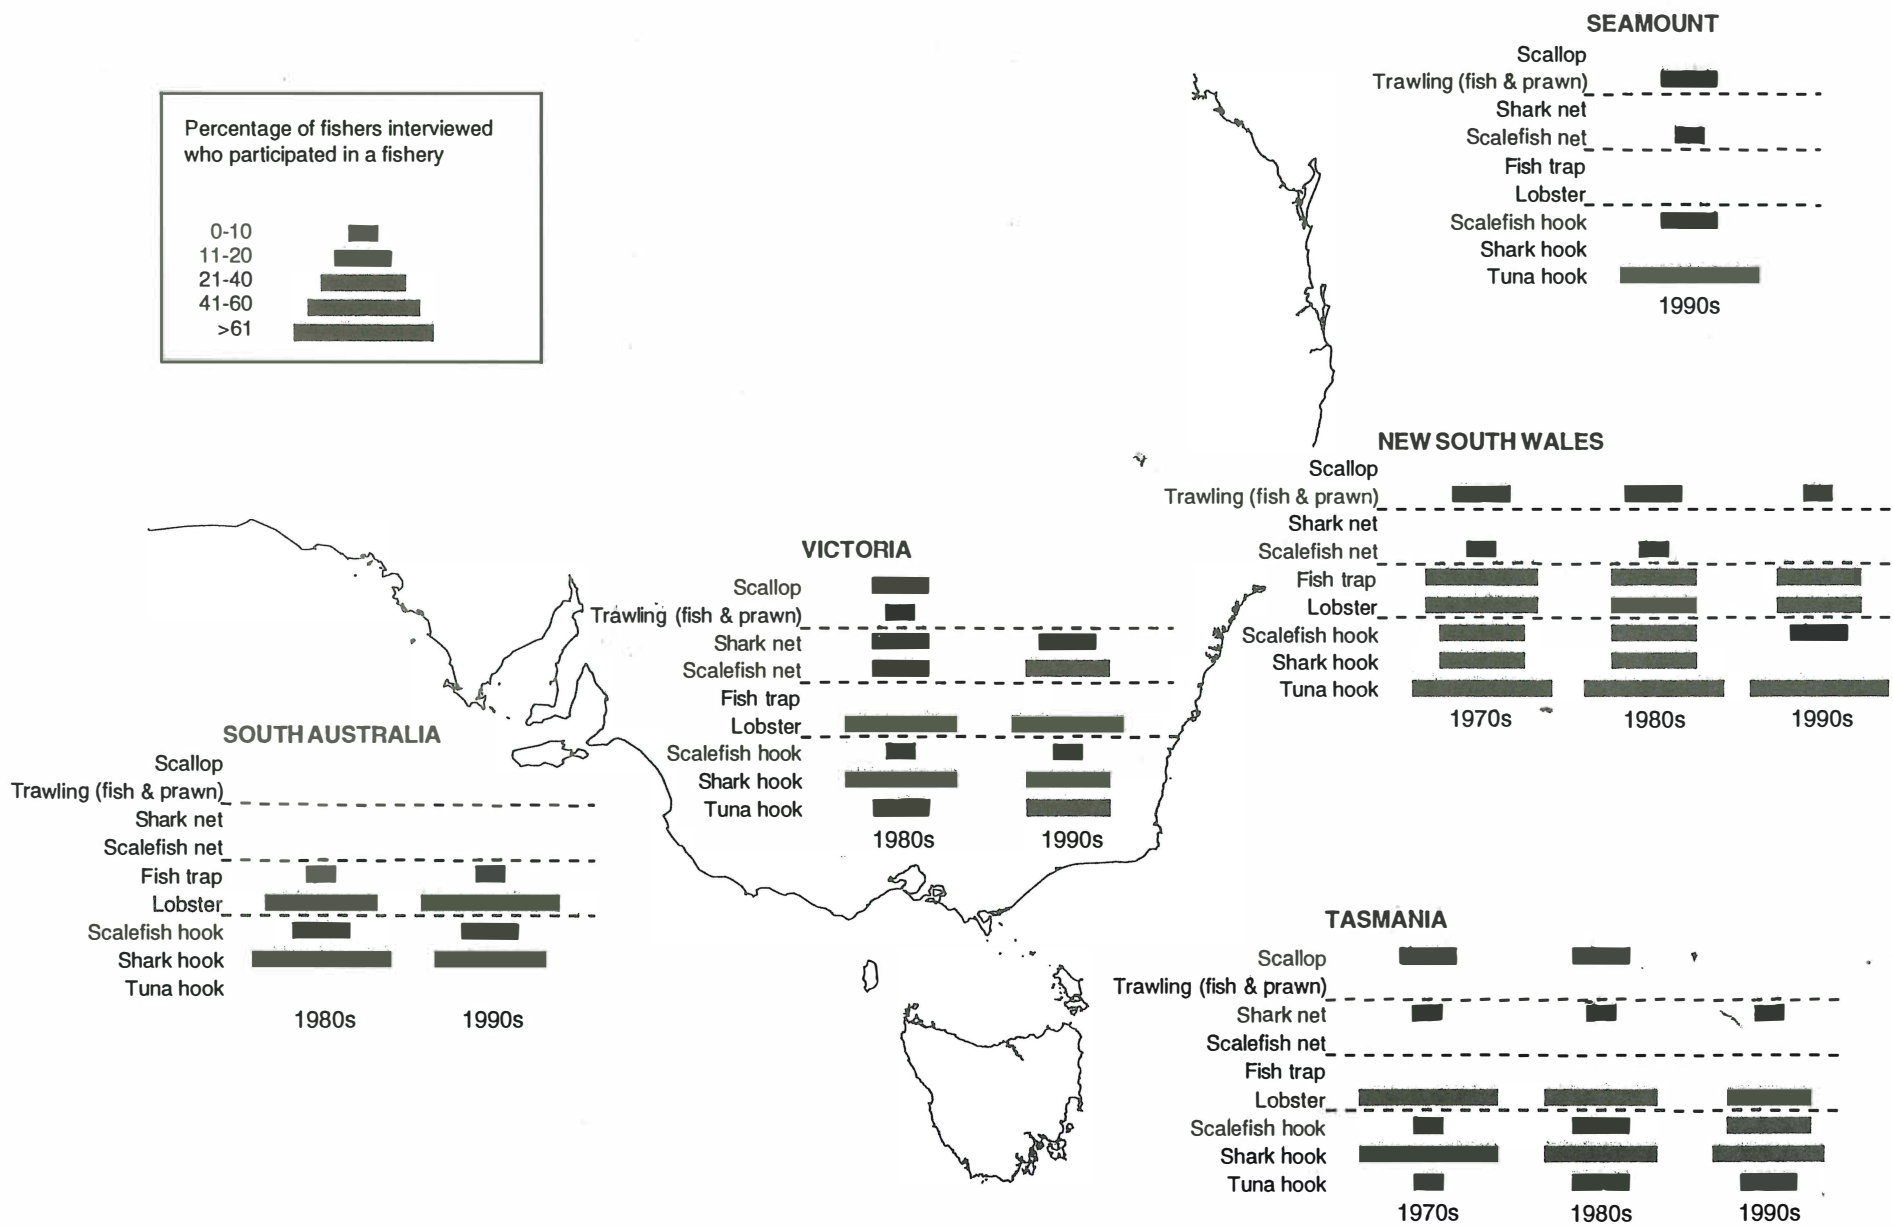 SEAMOUNT
Scallop
Trawling (fish & prawn)
Shark net
Scalefish net
Fish trap
Lobster
Scalefish hook
Shark hook
Tuna hook
1990s
Percentage of fishers interviewed
who participated in a fishery
0-10
11-20
21-40
41-60
>61
NEW SOUTH WALES
Scallop
Trawling (fish & prawn)
Shark net
Scalefish net
Fish trap
Lobster
Scalefish hook
Shark hook
Tuna hook
1970s 1980s 1990s
VICTORIA
Scallop
Trawling (fish & prawn)
Shark net
Scalefish net
Fish trap
Lobster
Scalefish hook
Shark hook
Tuna hook
1980s 1990s
SOUTH AUSTRALIA
Scallop
Trawling (fish & prawn)
Shark net
Scalefish net
Fish trap
Lobster
Scalefish hook
Shark hook
Tuna hook
1980s 1990s
TASMANIA
Scallop
Trawling (fish & prawn)
Shark net
Scalefish net
Fish trap
Lobster
Scalefish hook
Shark hook
Tuna hook
1970s 1980s 1990s